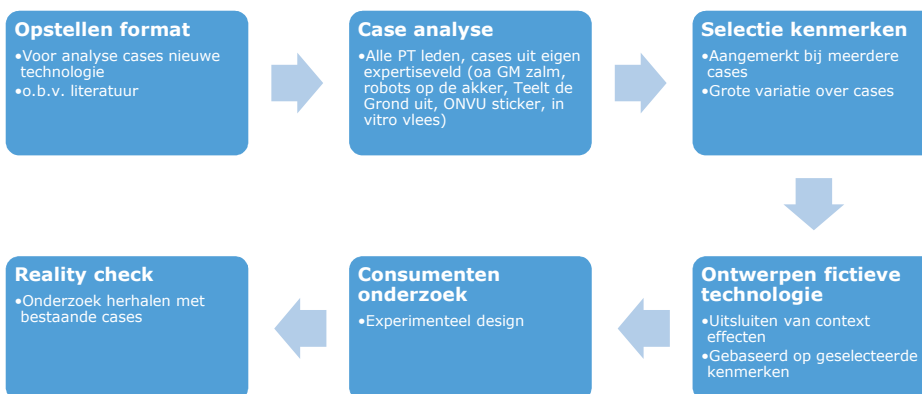 Opstellen format
•Voor analyse cases nieuwe
technologie
•o.b.v. literatuur
Case analyse
•Alle PT leden, cases uit eigen
expertiseveld (oa GM zalm,
robots op de akker, Teelt de
Grond uit, ONVU sticker, in
vitro vlees)
Selectie kenmerken
•Aangemerkt bij meerdere
cases
•Grote variatie over cases
Ontwerpen fictieve
technologie
•Uitsluiten van context
effecten
•Gebaseerd op geselecteerde
kenmerken
Consumenten
onderzoek
•Experimenteel design
Reality check
•Onderzoek herhalen met
bestaande cases